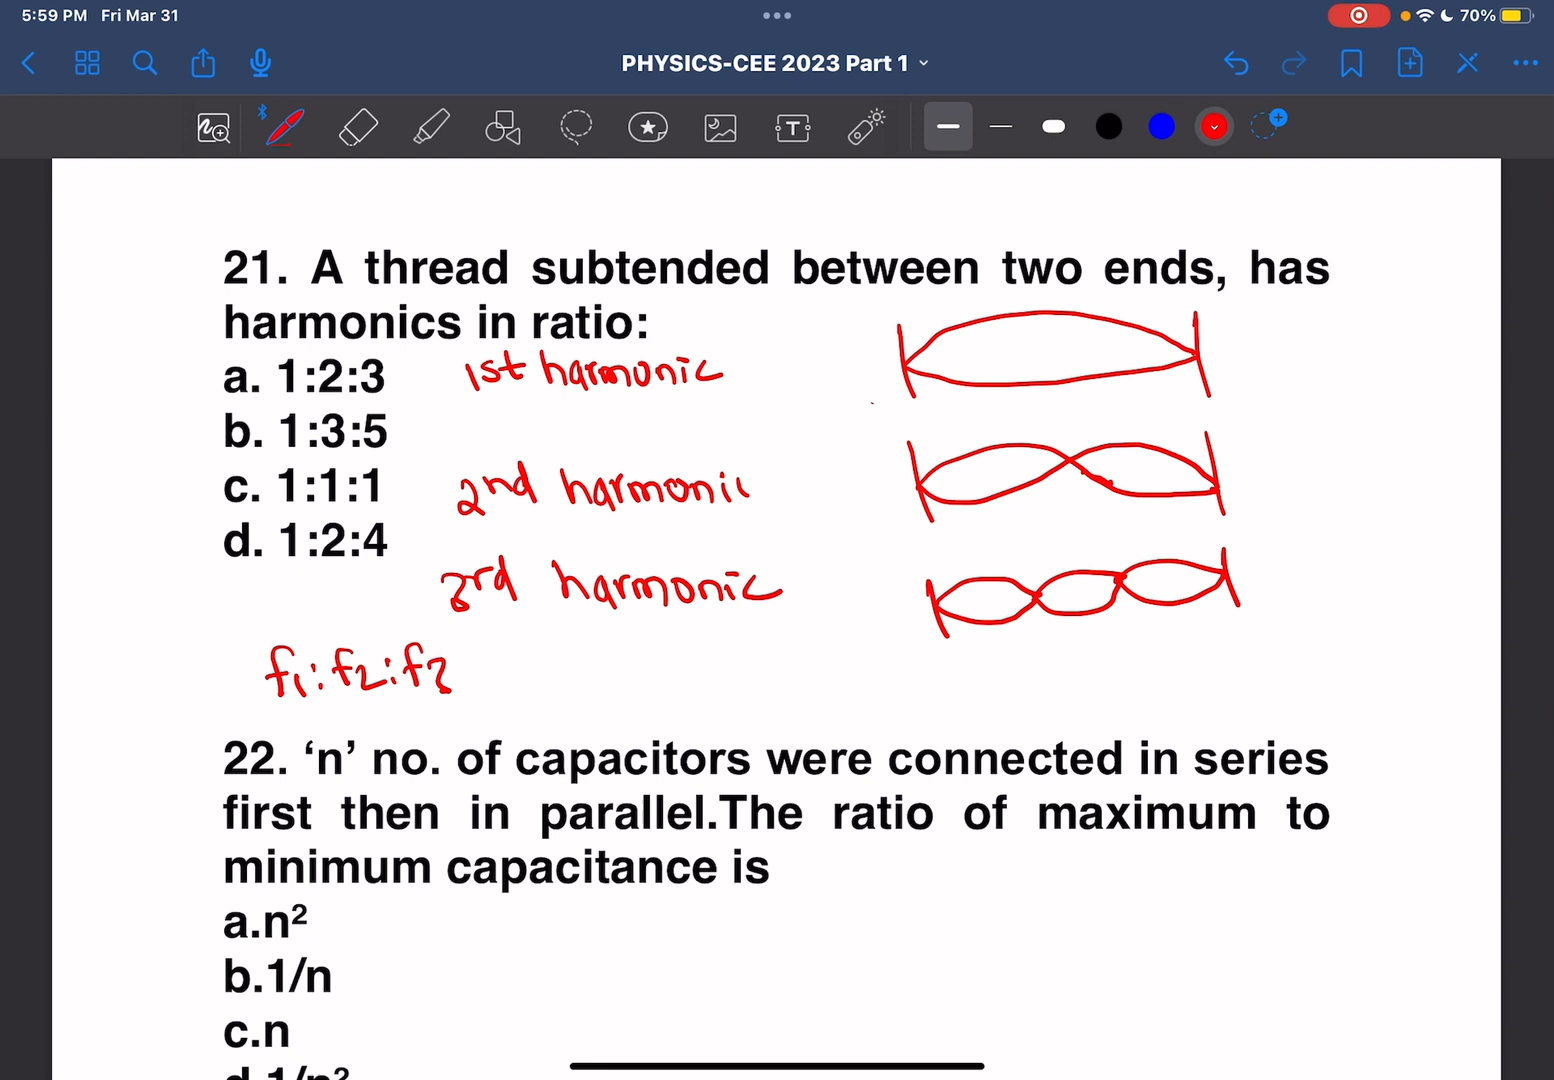 5:59 PM Fri Mar 31
70%
PHYSICS-CEE 2023 Part 1
T
21. A thread subtended between two ends, has
harmonics in ratio:
a. 1:2:3
1st harmonic
b. 1:3:5
c. 1:1:1
2nd harmonic
d. 1:2:4
3rd harmonic
f1:f2:f3
22. ‘n’ no. of capacitors were connected in series
first then in parallel.The ratio of maximum to
minimum capacitance is
a.n²
b.1/n
c.n
d.1/n²